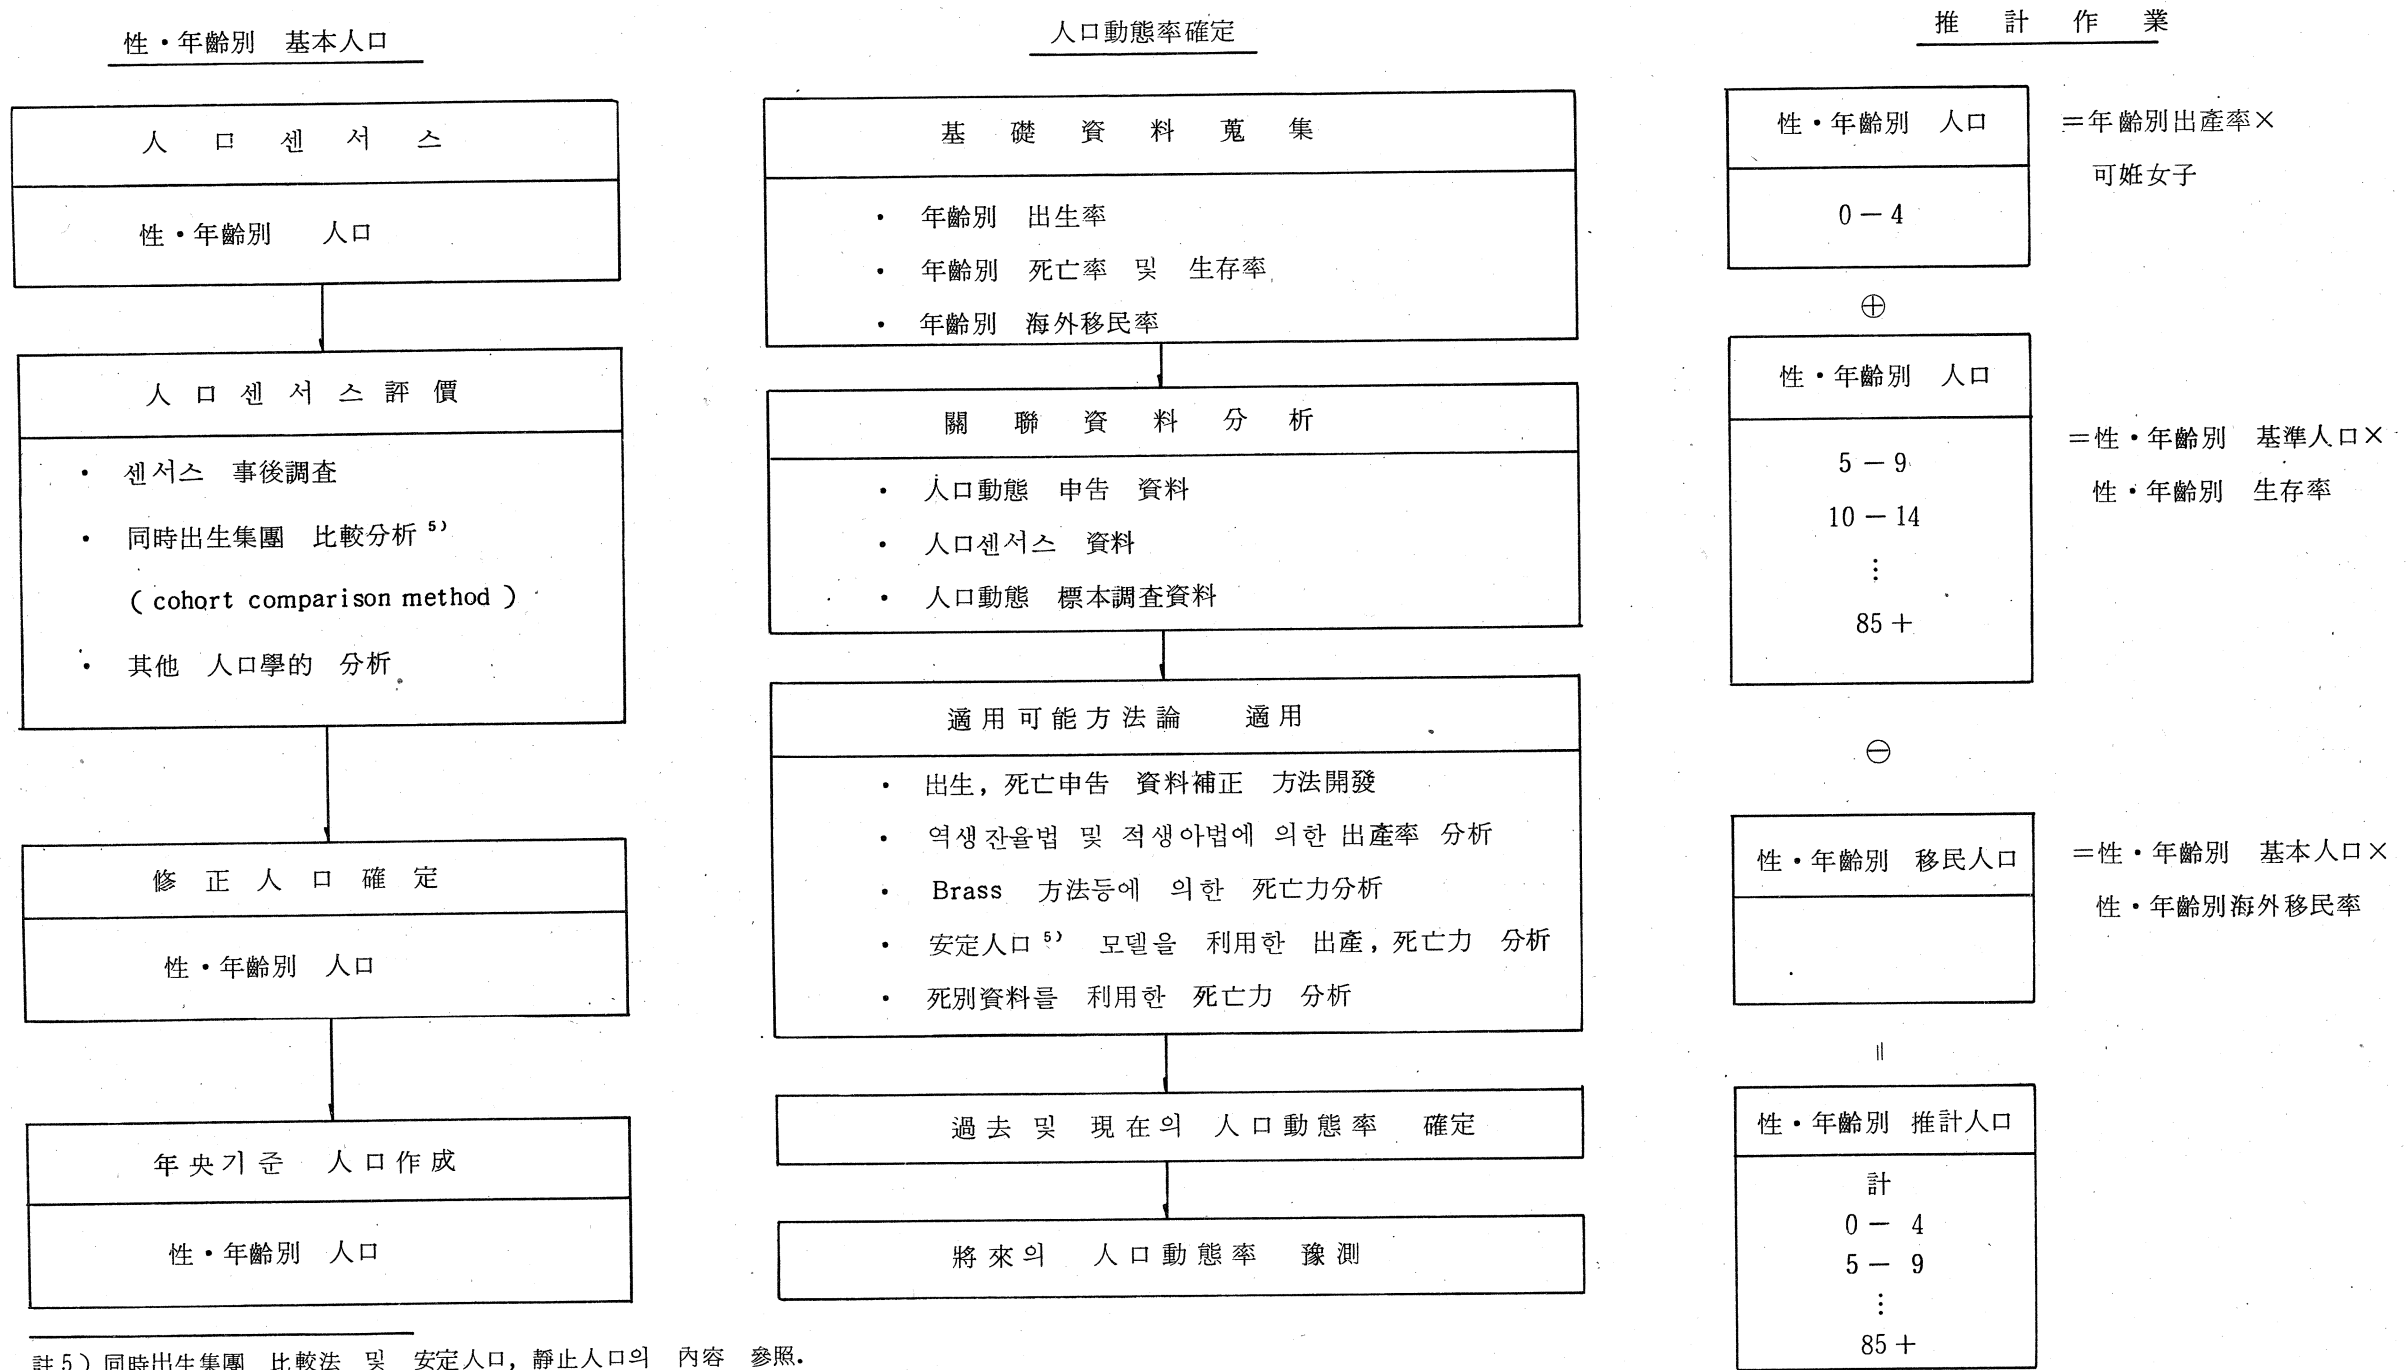 性・年齡別 基本人口
人口센서스
性・年齡別 人口
人口센서스評價
・ 센서스 事後調査
・ 同時出生集團 比較分析 5)
( cohort comparison method )
・ 其他 人口學的 分析
修正人口確定
性・年齡別 人口
年央기준 人口作成
性・年齡別 人口
人口動態率確定
基礎資料蒐集
・ 年齡別 出生率
・ 年齡別 死亡率 및 生存率
・ 年齡別 海外移民率
關聯資料分析
・ 人口動態 申告 資料
・ 人口센서스 資料
・ 人口動態 標本調査資料
適用可能方法論 適用
・ 出生, 死亡申告 資料補正 方法開發
・ 역생잔율법 및 적생아법에 의한 出產率 分析
・ Brass 方法등에 의한 死亡力分析
・ 安定人口 5) 모델을 利用한 出產, 死亡力 分析
・ 死別資料를 利用한 死亡力 分析
過去 및 現在의 人口動態率 確定
將來의 人口動態率 豫測
推計作業
性・年齡別 人口
0 — 4
=年齡別出產率×
可姙女子
⊕
性・年齡別 人口
5 — 9
10 — 14
⋮
85 +
=性・年齡別 基準人口×
性・年齡別 生存率
⊖
性・年齡別 移民人口
=性・年齡別 基本人口×
性・年齡別海外移民率
॥
性・年齡別 推計人口
計
0 — 4
5 — 9
⋮
85 +
註 5 ) 同時出生集團 比較法 및 安定人口, 靜止人口의 內容 參照.